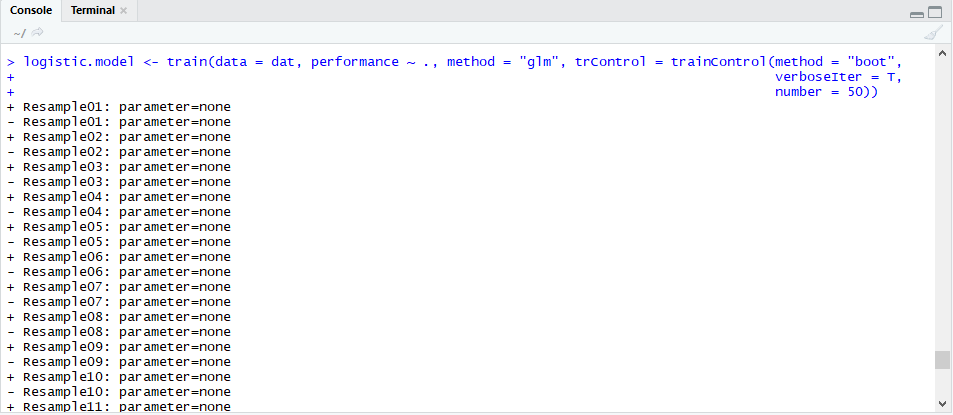 Console Terminal ×
~/
> logistic.model <- train(data = dat, performance ~ ., method = "glm", trControl = trainControl(method = "boot",
+ verboseIter = T,
+ number = 50))
+ Resample01: parameter=none
- Resample01: parameter=none
+ Resample02: parameter=none
- Resample02: parameter=none
+ Resample03: parameter=none
- Resample03: parameter=none
+ Resample04: parameter=none
- Resample04: parameter=none
+ Resample05: parameter=none
- Resample05: parameter=none
+ Resample06: parameter=none
- Resample06: parameter=none
+ Resample07: parameter=none
- Resample07: parameter=none
+ Resample08: parameter=none
- Resample08: parameter=none
+ Resample09: parameter=none
- Resample09: parameter=none
+ Resample10: parameter=none
- Resample10: parameter=none
+ Resample11: parameter=none